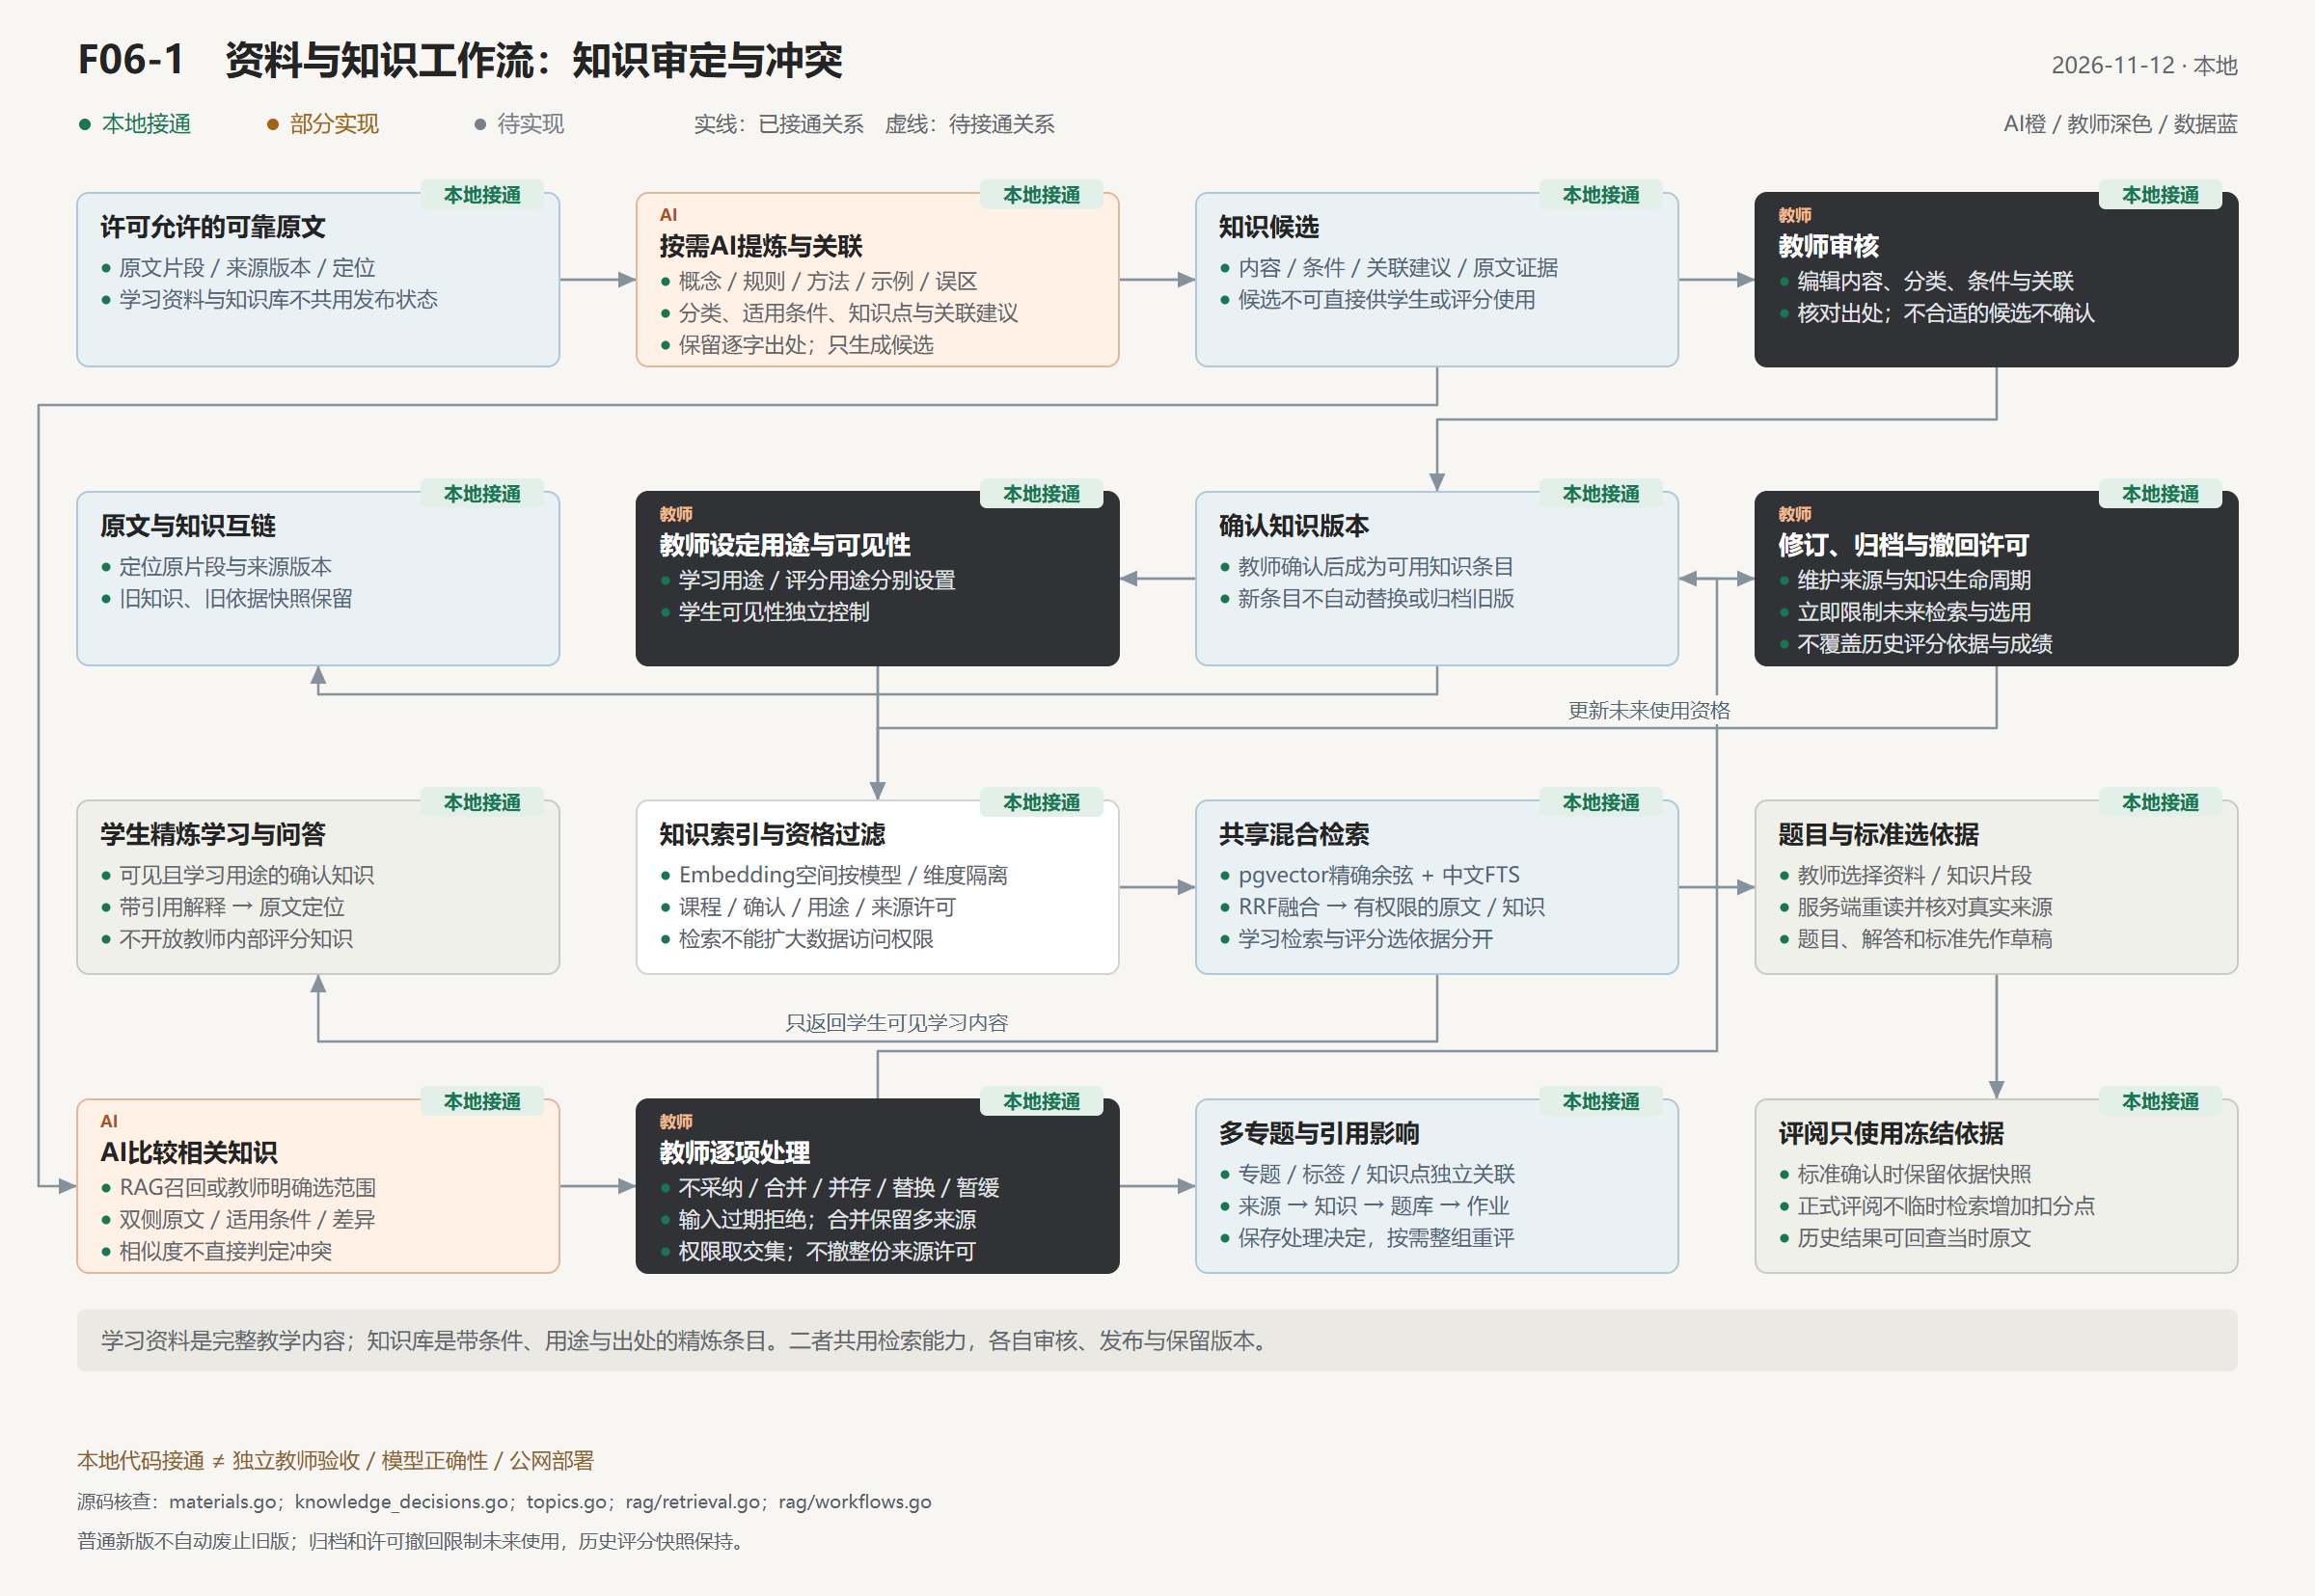 F06-1 资料与知识工作流：知识审定与冲突
2026-11-12 · 本地
本地接通
部分实现
待实现
实线：已接通关系 虚线：待接通关系
AI橙 / 教师深色 / 数据蓝
本地接通
许可允许的可靠原文
原文片段 / 来源版本 / 定位
学习资料与知识库不共用发布状态
本地接通
AI
按需AI提炼与关联
概念 / 规则 / 方法 / 示例 / 误区
分类、适用条件、知识点与关联建议
保留逐字出处；只生成候选
本地接通
知识候选
内容 / 条件 / 关联建议 / 原文证据
候选不可直接供学生或评分使用
本地接通
教师
教师审核
编辑内容、分类、条件与关联
核对出处；不合适的候选不确认
本地接通
原文与知识互链
定位原片段与来源版本
旧知识、旧依据快照保留
本地接通
教师
教师设定用途与可见性
学习用途 / 评分用途分别设置
学生可见性独立控制
本地接通
确认知识版本
教师确认后成为可用知识条目
新条目不自动替换或归档旧版
本地接通
教师
修订、归档与撤回许可
维护来源与知识生命周期
立即限制未来检索与选用
不覆盖历史评分依据与成绩
更新未来使用资格
本地接通
学生精炼学习与问答
可见且学习用途的确认知识
带引用解释 → 原文定位
不开放教师内部评分知识
本地接通
知识索引与资格过滤
Embedding空间按模型 / 维度隔离
课程 / 确认 / 用途 / 来源许可
检索不能扩大数据访问权限
本地接通
共享混合检索
pgvector精确余弦 + 中文FTS
RRF融合 → 有权限的原文 / 知识
学习检索与评分选依据分开
本地接通
题目与标准选依据
教师选择资料 / 知识片段
服务端重读并核对真实来源
题目、解答和标准先作草稿
只返回学生可见学习内容
本地接通
AI
AI比较相关知识
RAG召回或教师明确选范围
双侧原文 / 适用条件 / 差异
相似度不直接判定冲突
本地接通
教师
教师逐项处理
不采纳 / 合并 / 并存 / 替换 / 暂缓
输入过期拒绝；合并保留多来源
权限取交集；不撤整份来源许可
本地接通
多专题与引用影响
专题 / 标签 / 知识点独立关联
来源 → 知识 → 题库 → 作业
保存处理决定，按需整组重评
本地接通
评阅只使用冻结依据
标准确认时保留依据快照
正式评阅不临时检索增加扣分点
历史结果可回查当时原文
学习资料是完整教学内容；知识库是带条件、用途与出处的精炼条目。二者共用检索能力，各自审核、发布与保留版本。
本地代码接通 ≠ 独立教师验收 / 模型正确性 / 公网部署
源码核查：materials.go；knowledge_decisions.go；topics.go；rag/retrieval.go；rag/workflows.go
普通新版不自动废止旧版；归档和许可撤回限制未来使用，历史评分快照保持。